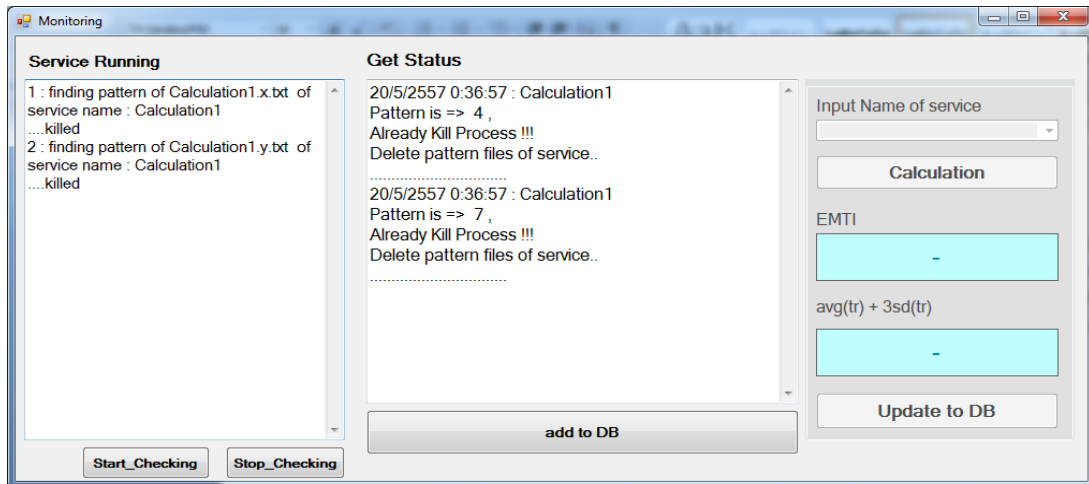 Monitoring
Service Running
1 : finding pattern of Calculation1.x.txt of
service name : Calculation1
....killed
2 : finding pattern of Calculation1.y.txt of
service name : Calculation1
....killed
Start_Checking
Stop_Checking
Get Status
20/5/2557 0:36:57 : Calculation1
Pattern is => 4 ,
Already Kill Process !!!
Delete pattern files of service..
................................
20/5/2557 0:36:57 : Calculation1
Pattern is => 7 ,
Already Kill Process !!!
Delete pattern files of service..
................................
add to DB
Input Name of service
Calculation
EMTI
-
avg(tr) + 3sd(tr)
-
Update to DB